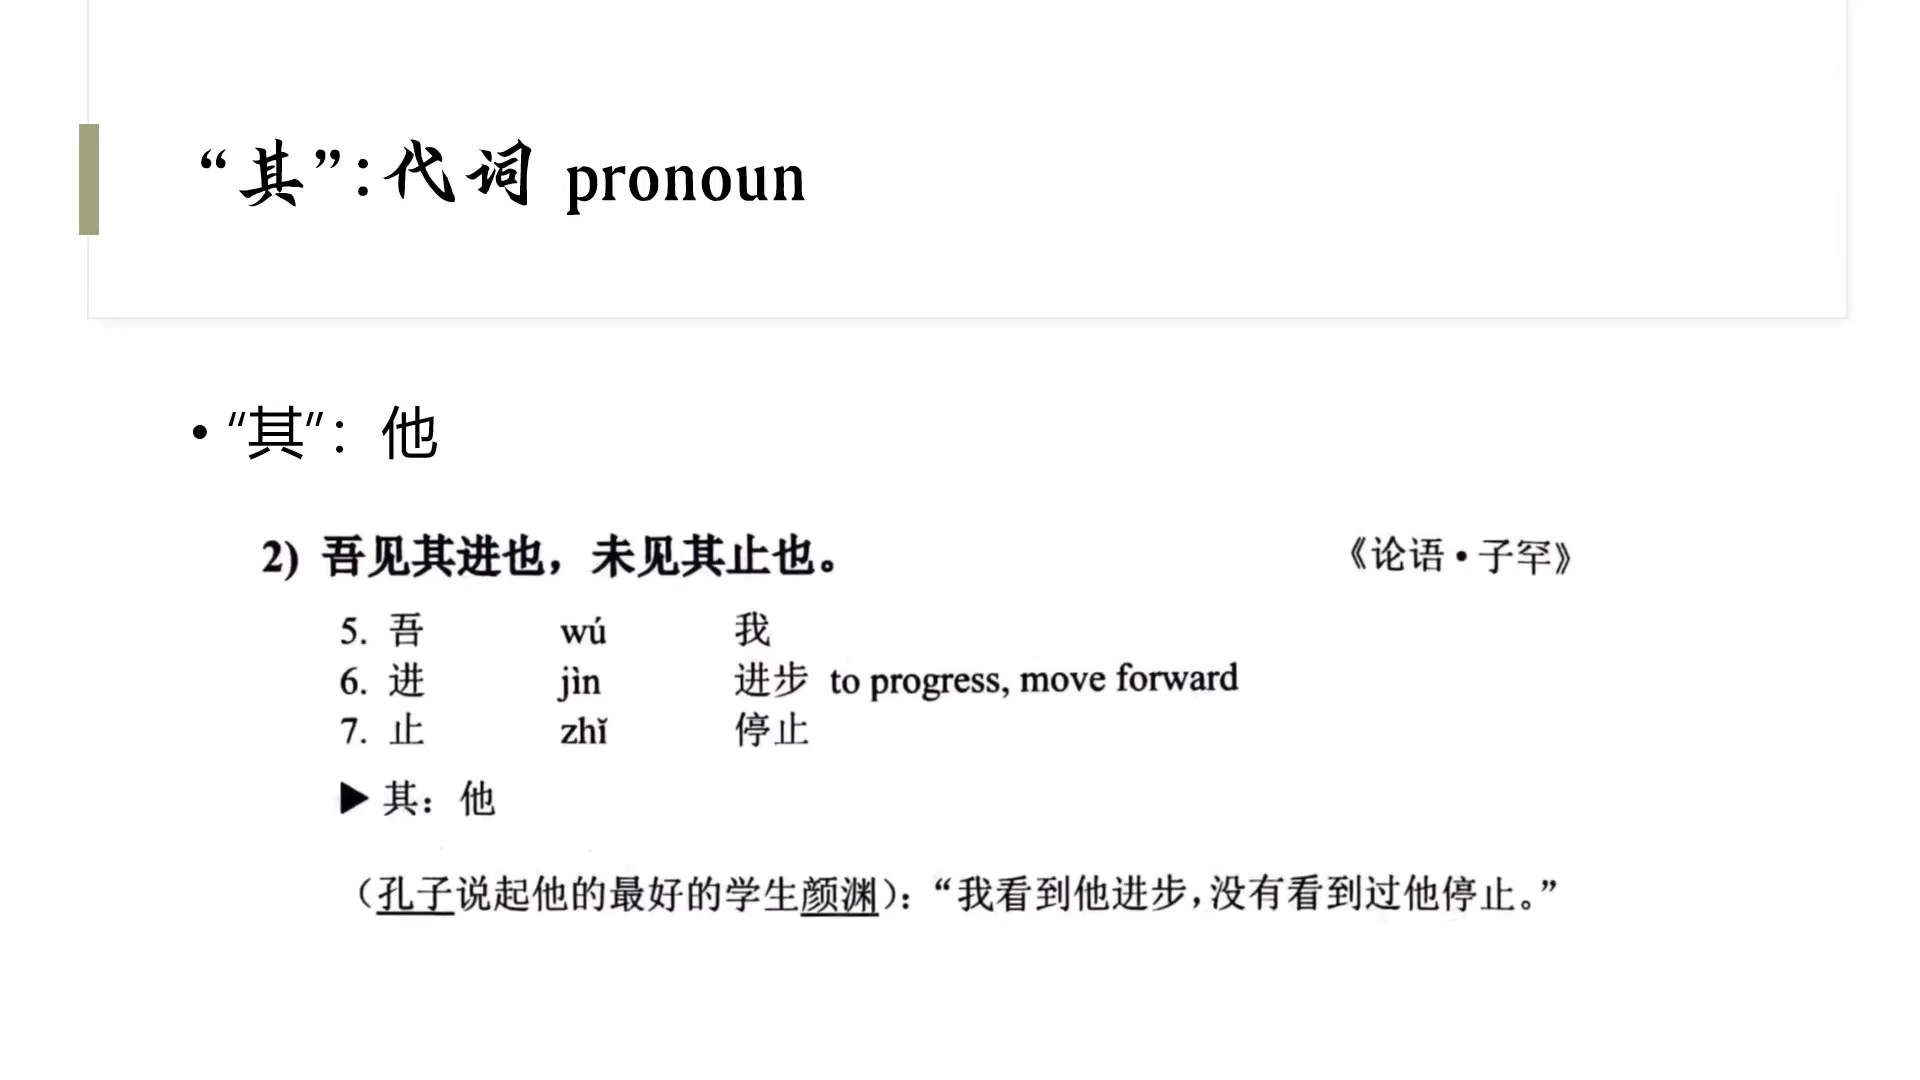 “其”:代词 pronoun
• “其”：他
2) 吾见其进也，未见其止也。 《论语·子罕》
5. 吾 wú 我
6. 进 jìn 进步 to progress, move forward
7. 止 zhǐ 停止
▶ 其：他
（孔子说起他的最好的学生颜渊）：“我看到他进步，没有看到过他停止。”